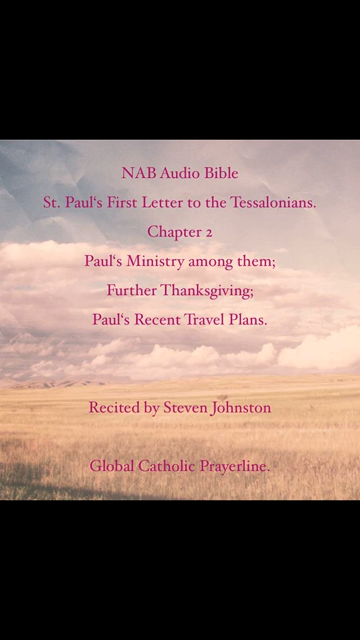 NAB Audio Bible
St. Paul‘s First Letter to the Tessalonians.
Chapter 2
Paul‘s Ministry among them;
Further Thanksgiving;
Paul‘s Recent Travel Plans.
Recited by Steven Johnston
Global Catholic Prayerline.